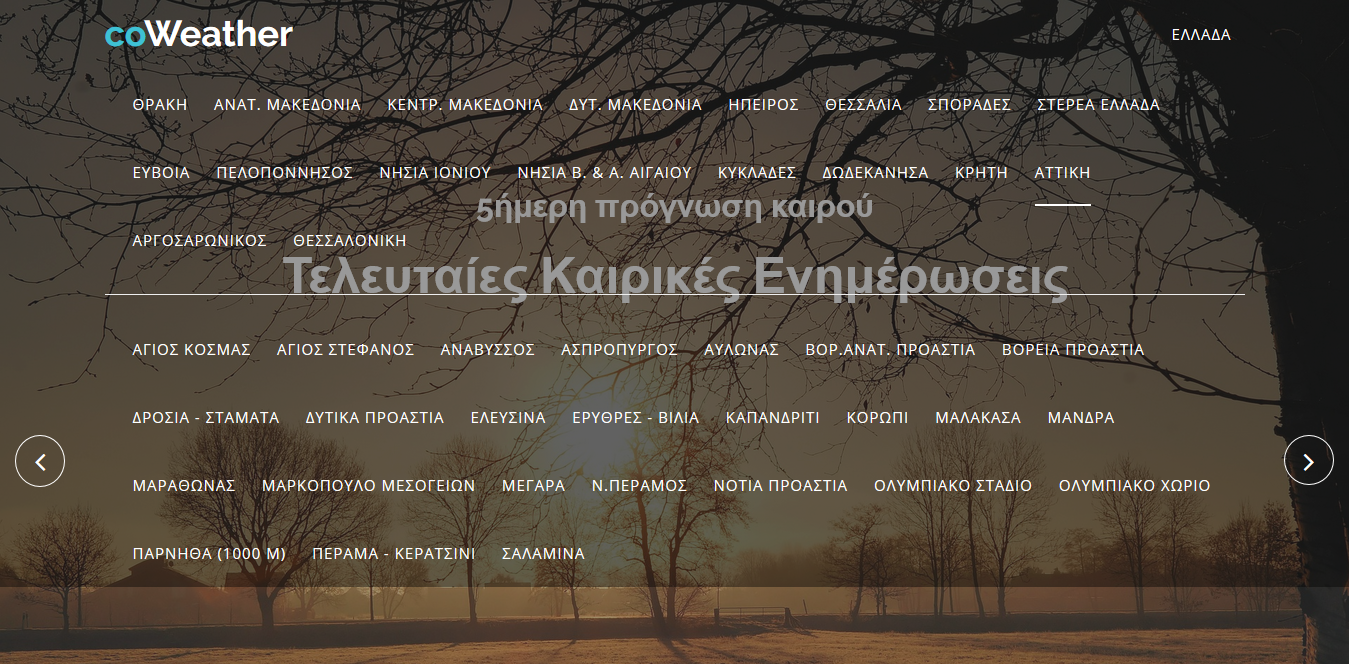 coWeather
ΕΛΛΑΔΑ
ΘΡΑΚΗ ΑΝΑΤ. ΜΑΚΕΔΟΝΙΑ ΚΕΝΤΡ. ΜΑΚΕΔΟΝΙΑ ΔΥΤ. ΜΑΚΕΔΟΝΙΑ ΗΠΕΙΡΟΣ ΘΕΣΣΑΛΙΑ ΣΠΟΡΑΔΕΣ ΣΤΕΡΕΑ ΕΛΛΑΔΑ
ΕΥΒΟΙΑ ΠΕΛΟΠΟΝΝΗΣΟΣ ΝΗΣΙΑ ΙΟΝΙΟΥ ΝΗΣΙΑ Β. & Α. ΑΙΓΑΙΟΥ ΚΥΚΛΑΔΕΣ ΔΩΔΕΚΑΝΗΣΑ ΚΡΗΤΗ ΑΤΤΙΚΗ
5ήμερη πρόγνωση καιρού
ΑΡΓΟΣΑΡΩΝΙΚΟΣ ΘΕΣΣΑΛΟΝΙΚΗ
Τελευταίες Καιρικές Ενημέρωσεις
ΑΓΙΟΣ ΚΟΣΜΑΣ ΑΓΙΟΣ ΣΤΕΦΑΝΟΣ ΑΝΑΒΥΣΣΟΣ ΑΣΠΡΟΠΥΡΓΟΣ ΑΥΛΩΝΑΣ ΒΟΡ.ΑΝΑΤ. ΠΡΟΑΣΤΙΑ ΒΟΡΕΙΑ ΠΡΟΑΣΤΙΑ
ΔΡΟΣΙΑ - ΣΤΑΜΑΤΑ ΔΥΤΙΚΑ ΠΡΟΑΣΤΙΑ ΕΛΕΥΣΙΝΑ ΕΡΥΘΡΕΣ - ΒΙΛΙΑ ΚΑΠΑΝΔΡΙΤΙ ΚΟΡΩΠΙ ΜΑΛΑΚΑΣΑ ΜΑΝΔΡΑ
ΜΑΡΑΘΩΝΑΣ ΜΑΡΚΟΠΟΥΛΟ ΜΕΣΟΓΕΙΩΝ ΜΕΓΑΡΑ Ν.ΠΕΡΑΜΟΣ ΝΟΤΙΑ ΠΡΟΑΣΤΙΑ ΟΛΥΜΠΙΑΚΟ ΣΤΑΔΙΟ ΟΛΥΜΠΙΑΚΟ ΧΩΡΙΟ
ΠΑΡΝΗΘΑ (1000 Μ) ΠΕΡΑΜΑ - ΚΕΡΑΤΣΙΝΙ ΣΑΛΑΜΙΝΑ